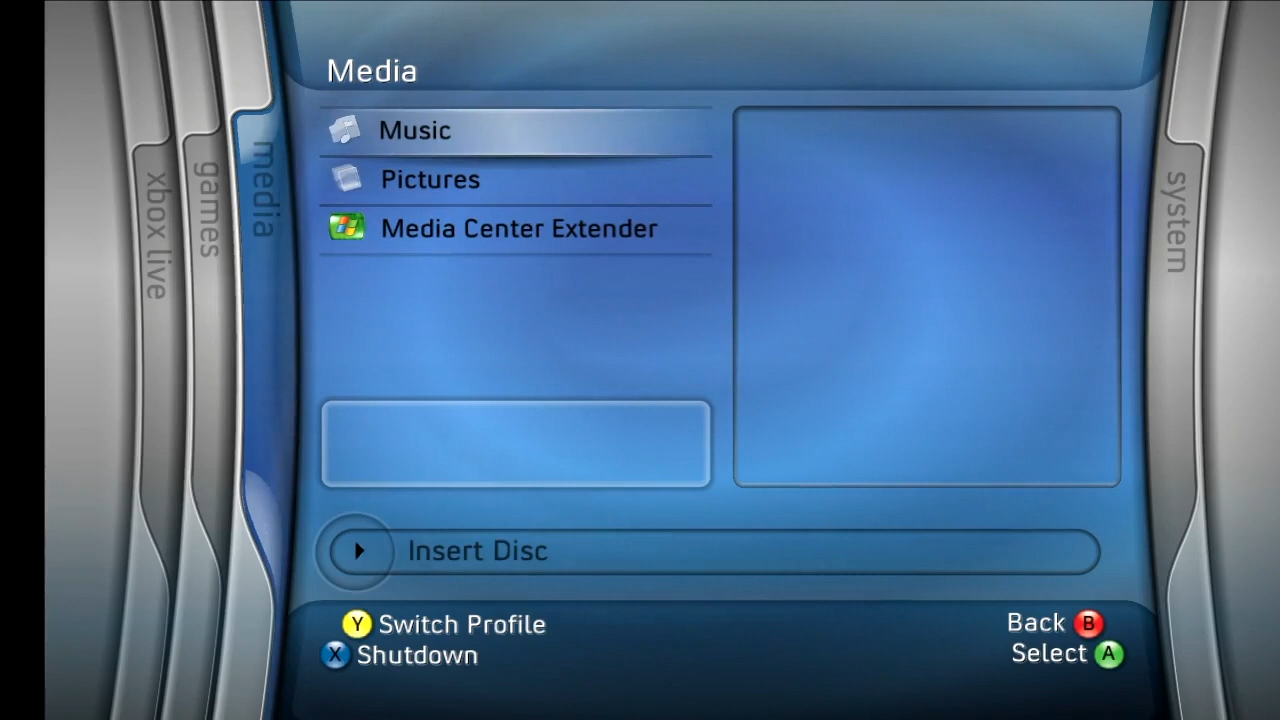 Media
xbox live
games
media
Music
Pictures
Media Center Extender
system
Insert Disc
Y Switch Profile
X Shutdown
Back B
Select A